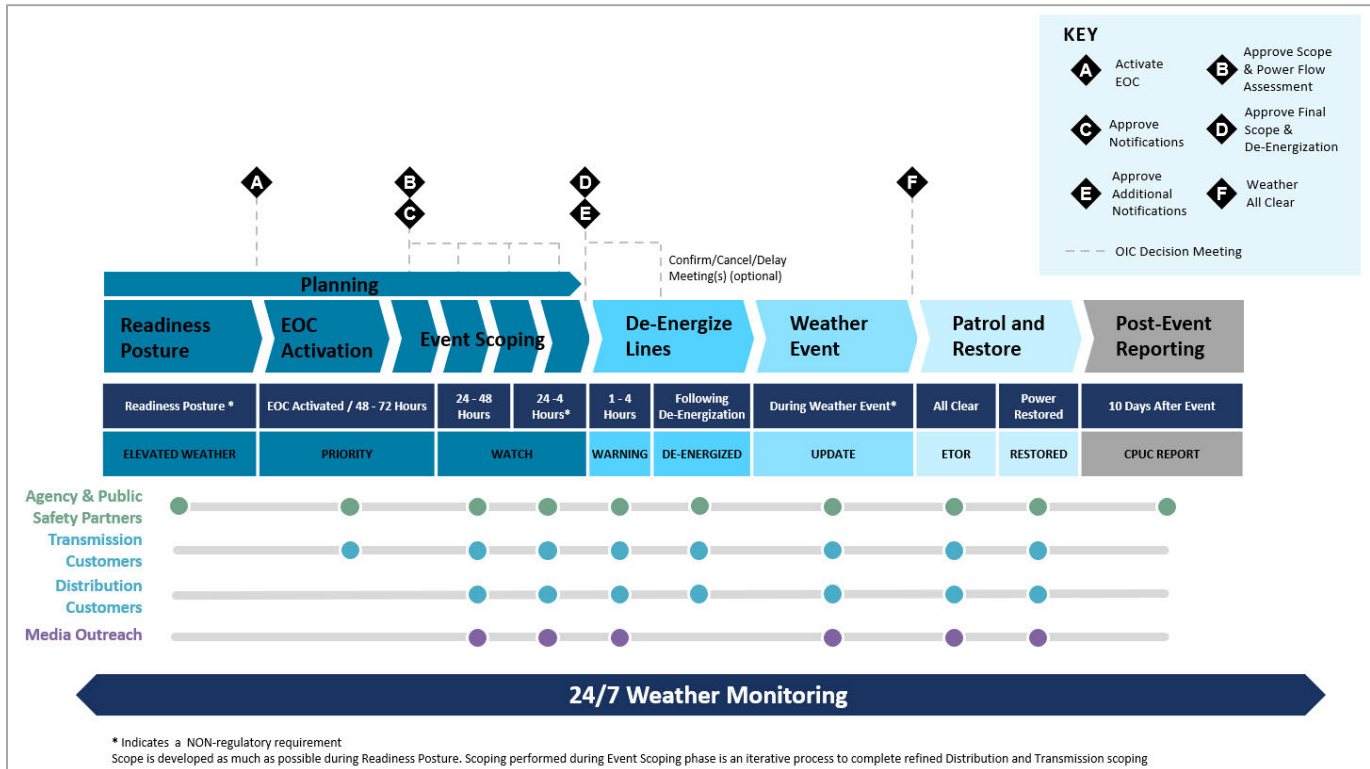 KEY
A
Activate
EOC
B
Approve Scope
& Power Flow
Assessment
C
Approve
Notifications
D
Approve Final
Scope &
De-Energization
E
Approve
Additional
Notifications
F
Weather
All Clear
OIC Decision Meeting
A
B
C
D
E
F
Confirm/Cancel/Delay
Meeting(s) (optional)
Planning
Readiness
Posture
EOC
Activation
Event Scoping
De-Energize
Lines
Weather
Event
Patrol and
Restore
Post-Event
Reporting
Readiness Posture *
EOC Activated / 48 - 72 Hours
24 - 48
Hours
24 -4
Hours*
1 - 4
Hours
Following
De-Energization
During Weather Event*
All Clear
Power
Restored
10 Days After Event
ELEVATED WEATHER
PRIORITY
WATCH
WARNING
DE-ENERGIZED
UPDATE
ETOR
RESTORED
CPUC REPORT
Agency & Public
Safety Partners
Transmission
Customers
Distribution
Customers
Media Outreach
24/7 Weather Monitoring
* Indicates a NON-regulatory requirement
Scope is developed as much as possible during Readiness Posture. Scoping performed during Event Scoping phase is an iterative process to complete refined Distribution and Transmission scoping